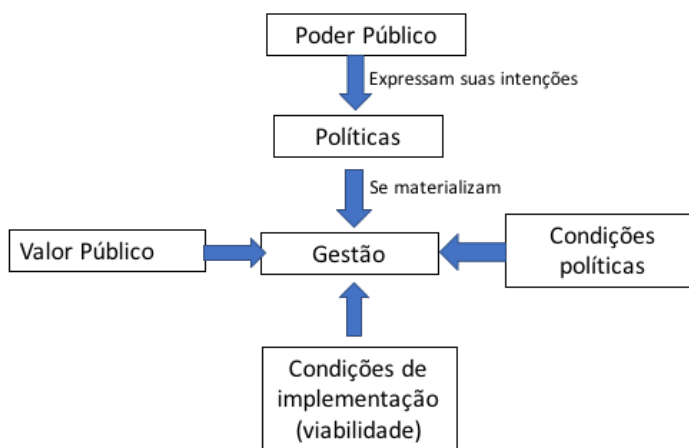 Poder Público
Expressam suas intenções
Políticas
Se materializam
Valor Público
Gestão
Condições
políticas
Condições de
implementação
(viabilidade)